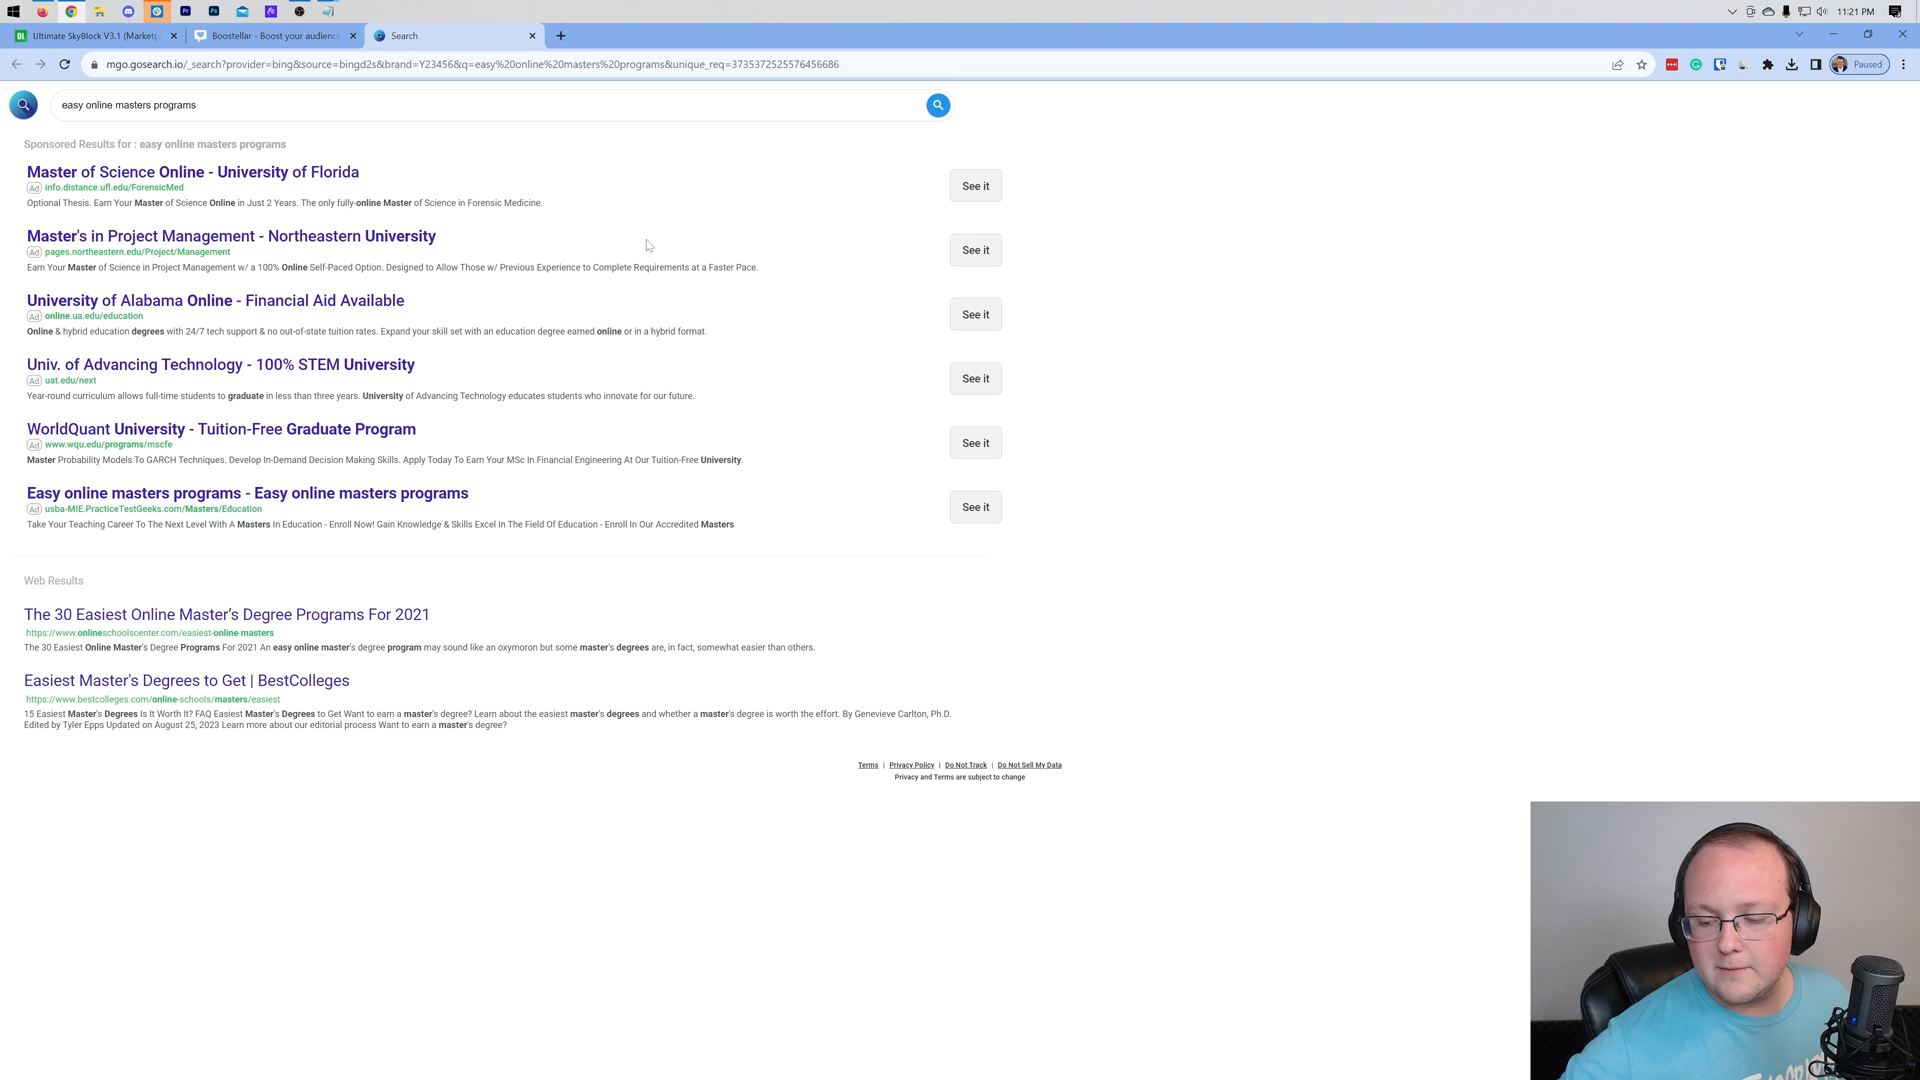 11:21 PM
Ultimate SkyBlock V3.1 (Marketp
Boostellar - Boost your audienc
Search
mgo.gosearch.io/_search?provider=bing&source=bingd2s&brand=Y23456&q=easy%20online%20masters%20programs&unique_req=3735372525576456686
Paused
easy online masters programs
Sponsored Results for : easy online masters programs
Master of Science Online - University of Florida
Ad info.distance.ufl.edu/ForensicMed
Optional Thesis. Earn Your Master of Science Online in Just 2 Years. The only fully-online Master of Science in Forensic Medicine.
See it
Master's in Project Management - Northeastern University
Ad pages.northeastern.edu/Project/Management
Earn Your Master of Science in Project Management w/ a 100% Online Self-Paced Option. Designed to Allow Those w/ Previous Experience to Complete Requirements at a Faster Pace.
See it
University of Alabama Online - Financial Aid Available
Ad online.ua.edu/education
Online & hybrid education degrees with 24/7 tech support & no out-of-state tuition rates. Expand your skill set with an education degree earned online or in a hybrid format.
See it
Univ. of Advancing Technology - 100% STEM University
Ad uat.edu/next
Year-round curriculum allows full-time students to graduate in less than three years. University of Advancing Technology educates students who innovate for our future.
See it
WorldQuant University - Tuition-Free Graduate Program
Ad www.wqu.edu/programs/mscfe
Master Probability Models To GARCH Techniques. Develop In-Demand Decision Making Skills. Apply Today To Earn Your MSc In Financial Engineering At Our Tuition-Free University.
See it
Easy online masters programs - Easy online masters programs
Ad usba-MIE.PracticeTestGeeks.com/Masters/Education
Take Your Teaching Career To The Next Level With A Masters In Education - Enroll Now! Gain Knowledge & Skills Excel In The Field Of Education - Enroll In Our Accredited Masters
See it
Web Results
The 30 Easiest Online Master's Degree Programs For 2021
https://www.onlineschoolscenter.com/easiest-online-masters
The 30 Easiest Online Master's Degree Programs For 2021 An easy online master's degree program may sound like an oxymoron but some master's degrees are, in fact, somewhat easier than others.
Easiest Master's Degrees to Get | BestColleges
https://www.bestcolleges.com/online-schools/masters/easiest
15 Easiest Master's Degrees Is It Worth It? FAQ Easiest Master's Degrees to Get Want to earn a master's degree? Learn about the easiest master's degrees and whether a master's degree is worth the effort. By Genevieve Carlton, Ph.D.
Edited by Tyler Epps Updated on August 25, 2023 Learn more about our editorial process Want to earn a master's degree?
Terms | Privacy Policy | Do Not Track | Do Not Sell My Data
Privacy and Terms are subject to change